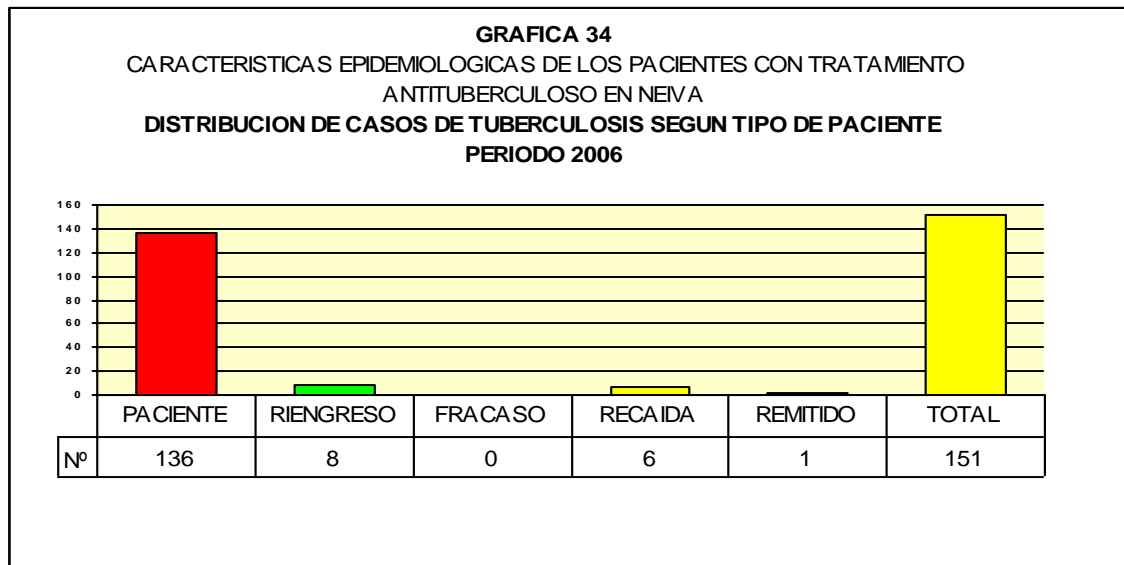 GRAFICA 34
CARACTERISTICAS EPIDEMIOLOGICAS DE LOS PACIENTES CON TRATAMIENTO
ANTITUBERCULOSO EN NEIVA
DISTRIBUCION DE CASOS DE TUBERCULOSIS SEGUN TIPO DE PACIENTE
PERIODO 2006
160
140
120
100
80
60
40
20
0
PACIENTE RIENGRESO FRACASO RECAIDA REMITIDO TOTAL
Nº 136 8 0 6 1 151